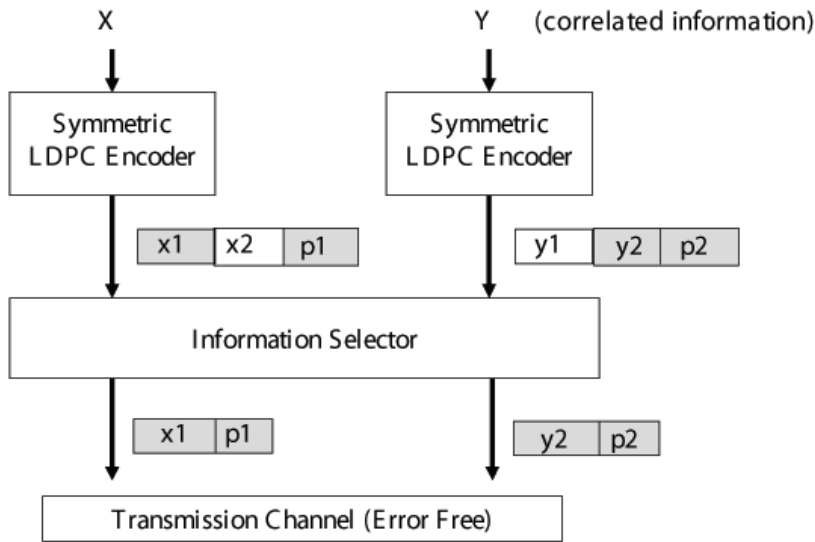 X Y (correlated information)
Symmetric LDPC Encoder
Symmetric LDPC Encoder
x1 x2 p1
y1 y2 p2
Information Selector
x1 p1
y2 p2
Transmission Channel (Error Free)